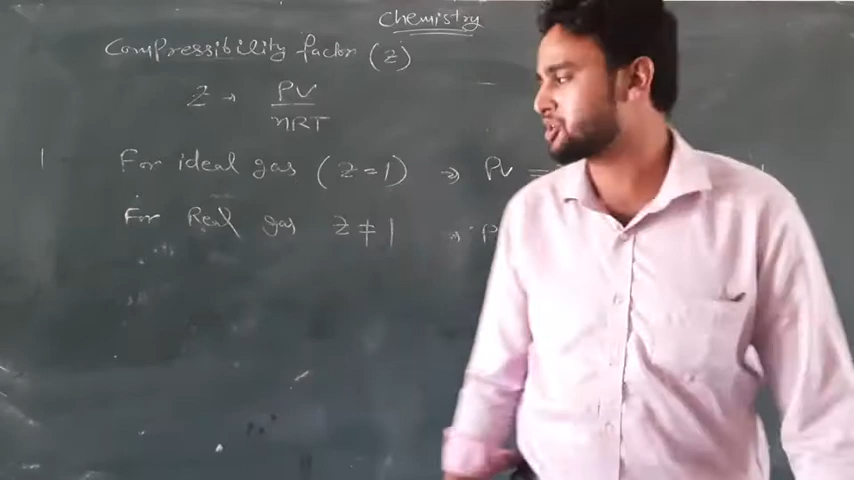 Chemistry
Compressibility factor (z)
Z → PV
nRT
For ideal gas (z=1) → PV =
For Real gas z ≠ 1 → P